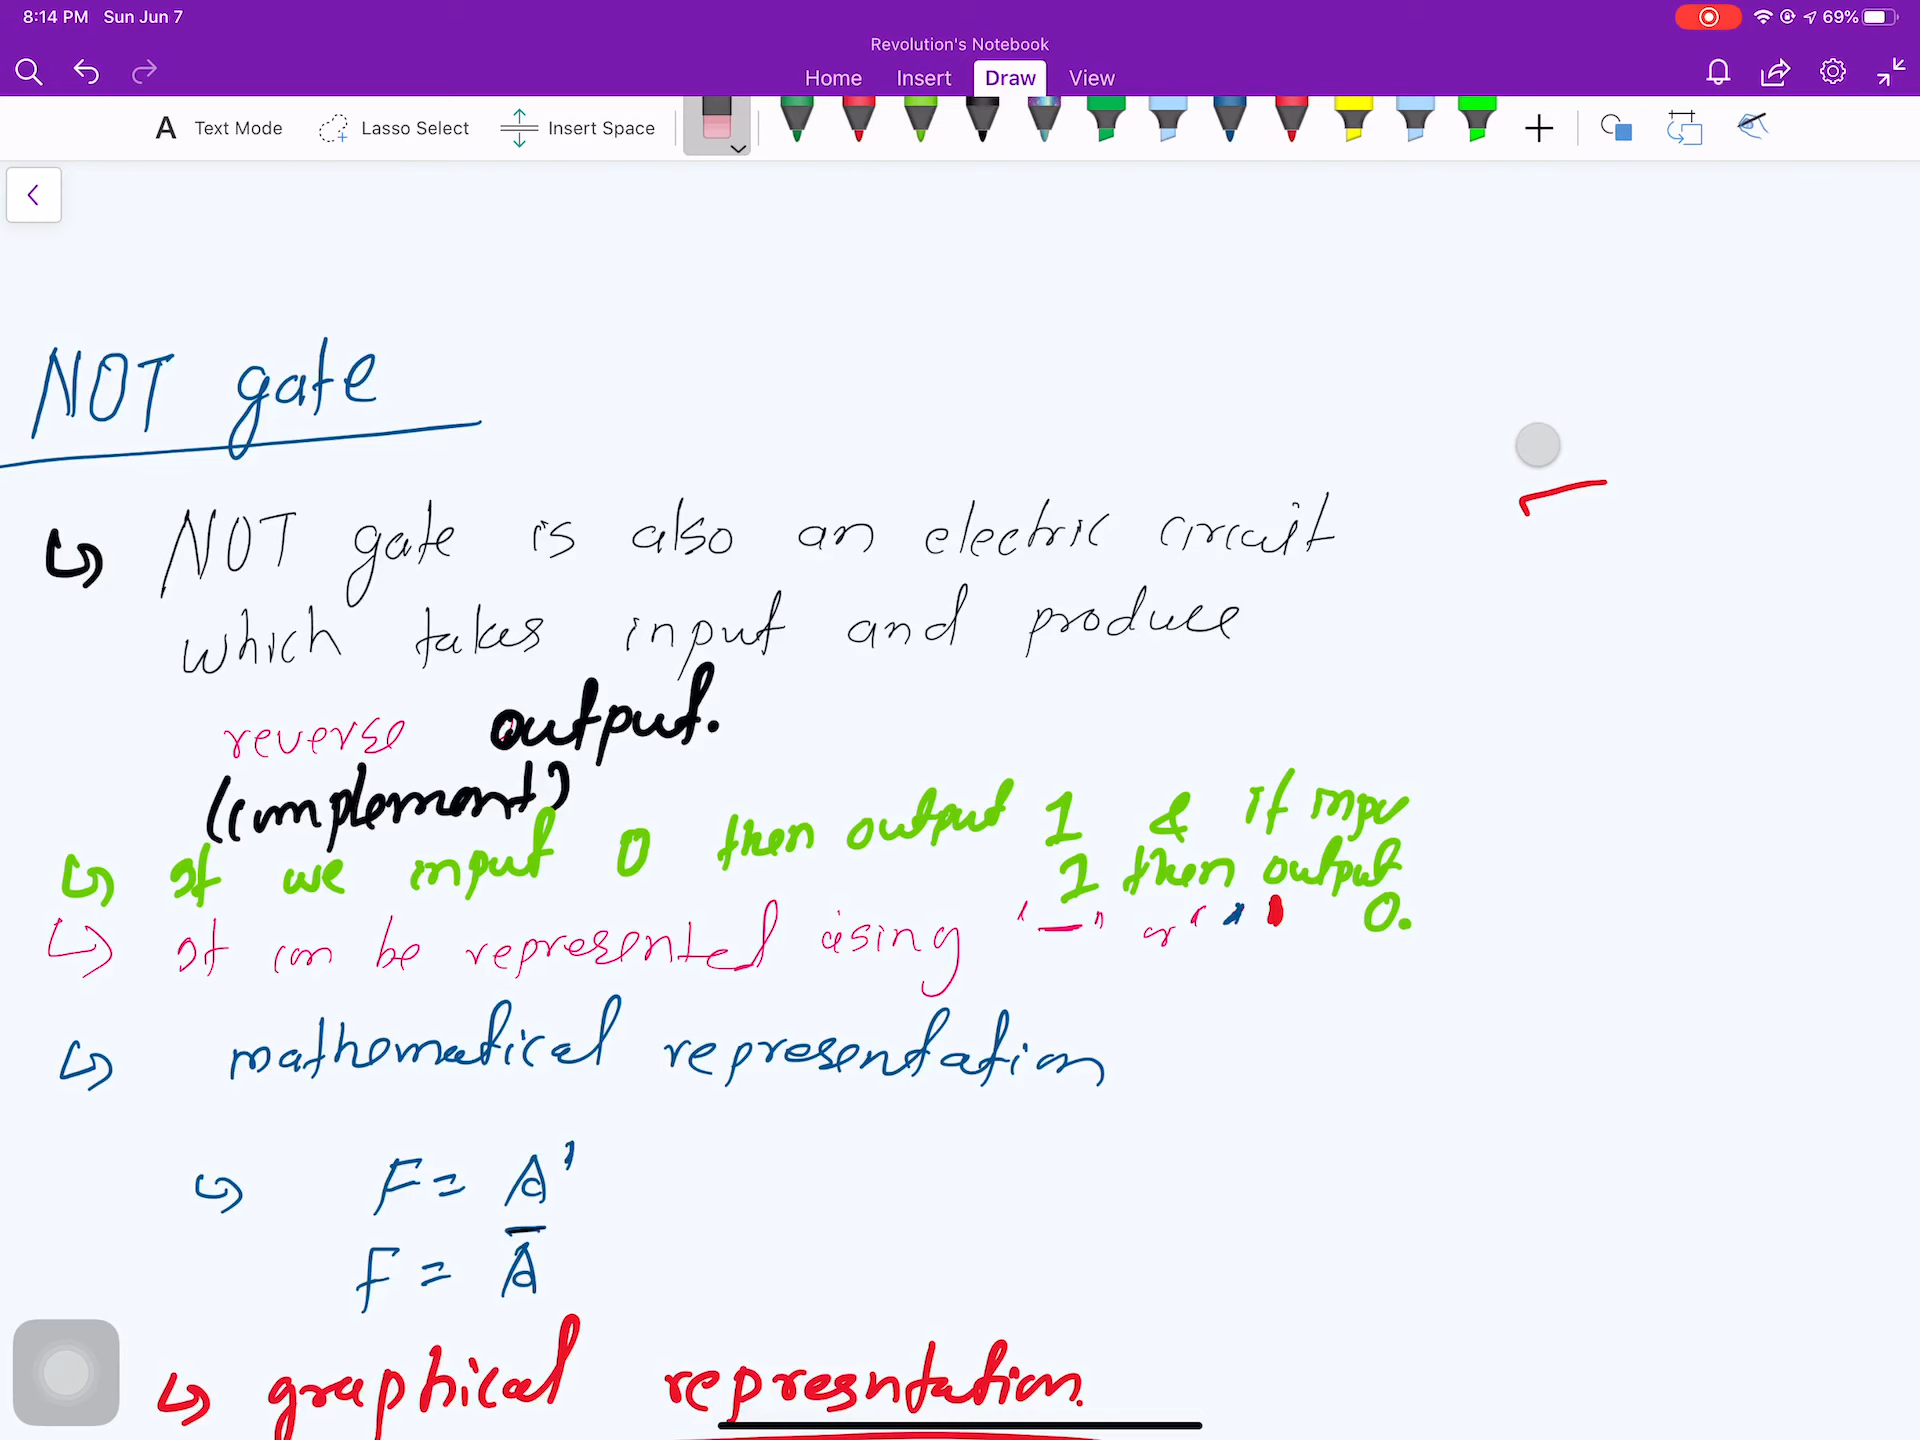 8:14 PM Sun Jun 7
69%
Revolution's Notebook
Home Insert Draw View
A Text Mode Lasso Select Insert Space
NOT gate
NOT gate is also an electric circuit
which takes input and produce
reverse output.
(complement)
If we input 0 then output 1 & if inpu
1 then output
0.
It can be represented using '—' or ' '
mathematical representation
F = A'
F = A̅
graphical represntation.